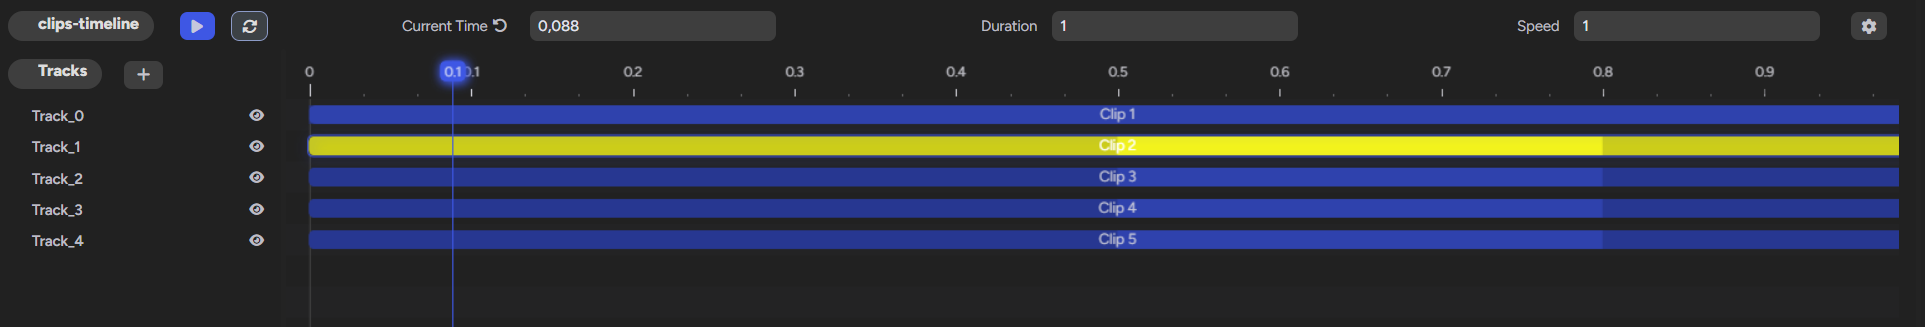 clips-timeline Current Time 0,088 Duration 1 Speed 1
Tracks + 0 0.1 0.1 0.2 0.3 0.4 0.5 0.6 0.7 0.8 0.9
Track_0 Clip 1
Track_1 Clip 2
Track_2 Clip 3
Track_3 Clip 4
Track_4 Clip 5